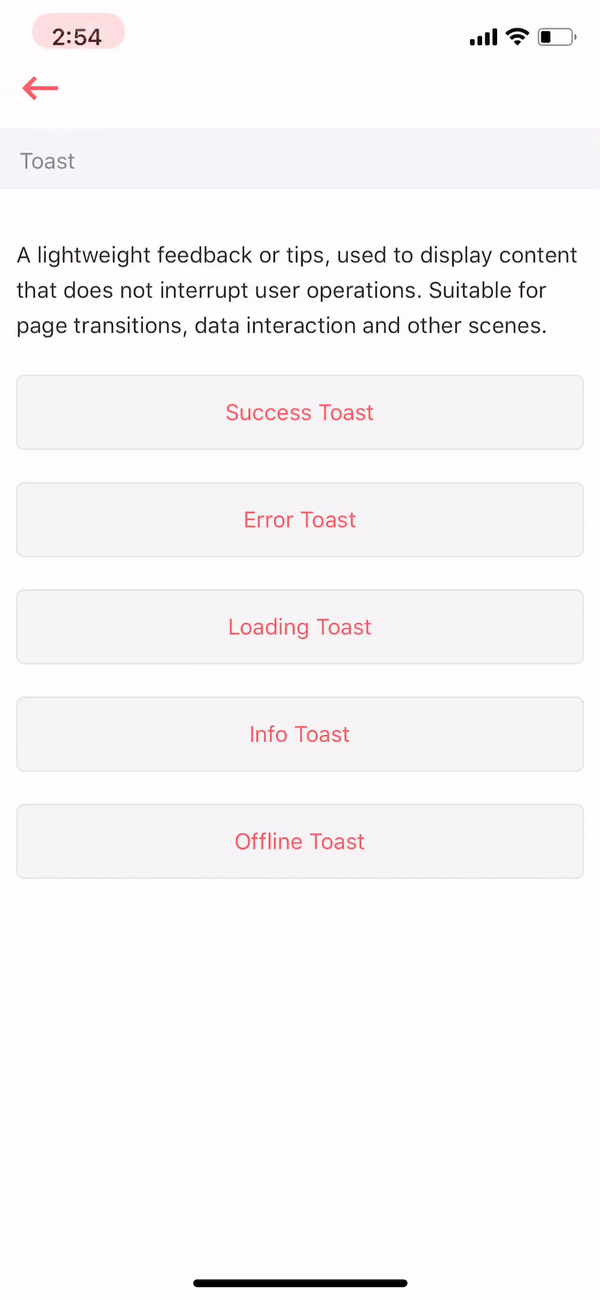 2:54
Toast
A lightweight feedback or tips, used to display content
that does not interrupt user operations. Suitable for
page transitions, data interaction and other scenes.
Success Toast
Error Toast
Loading Toast
Info Toast
Offline Toast